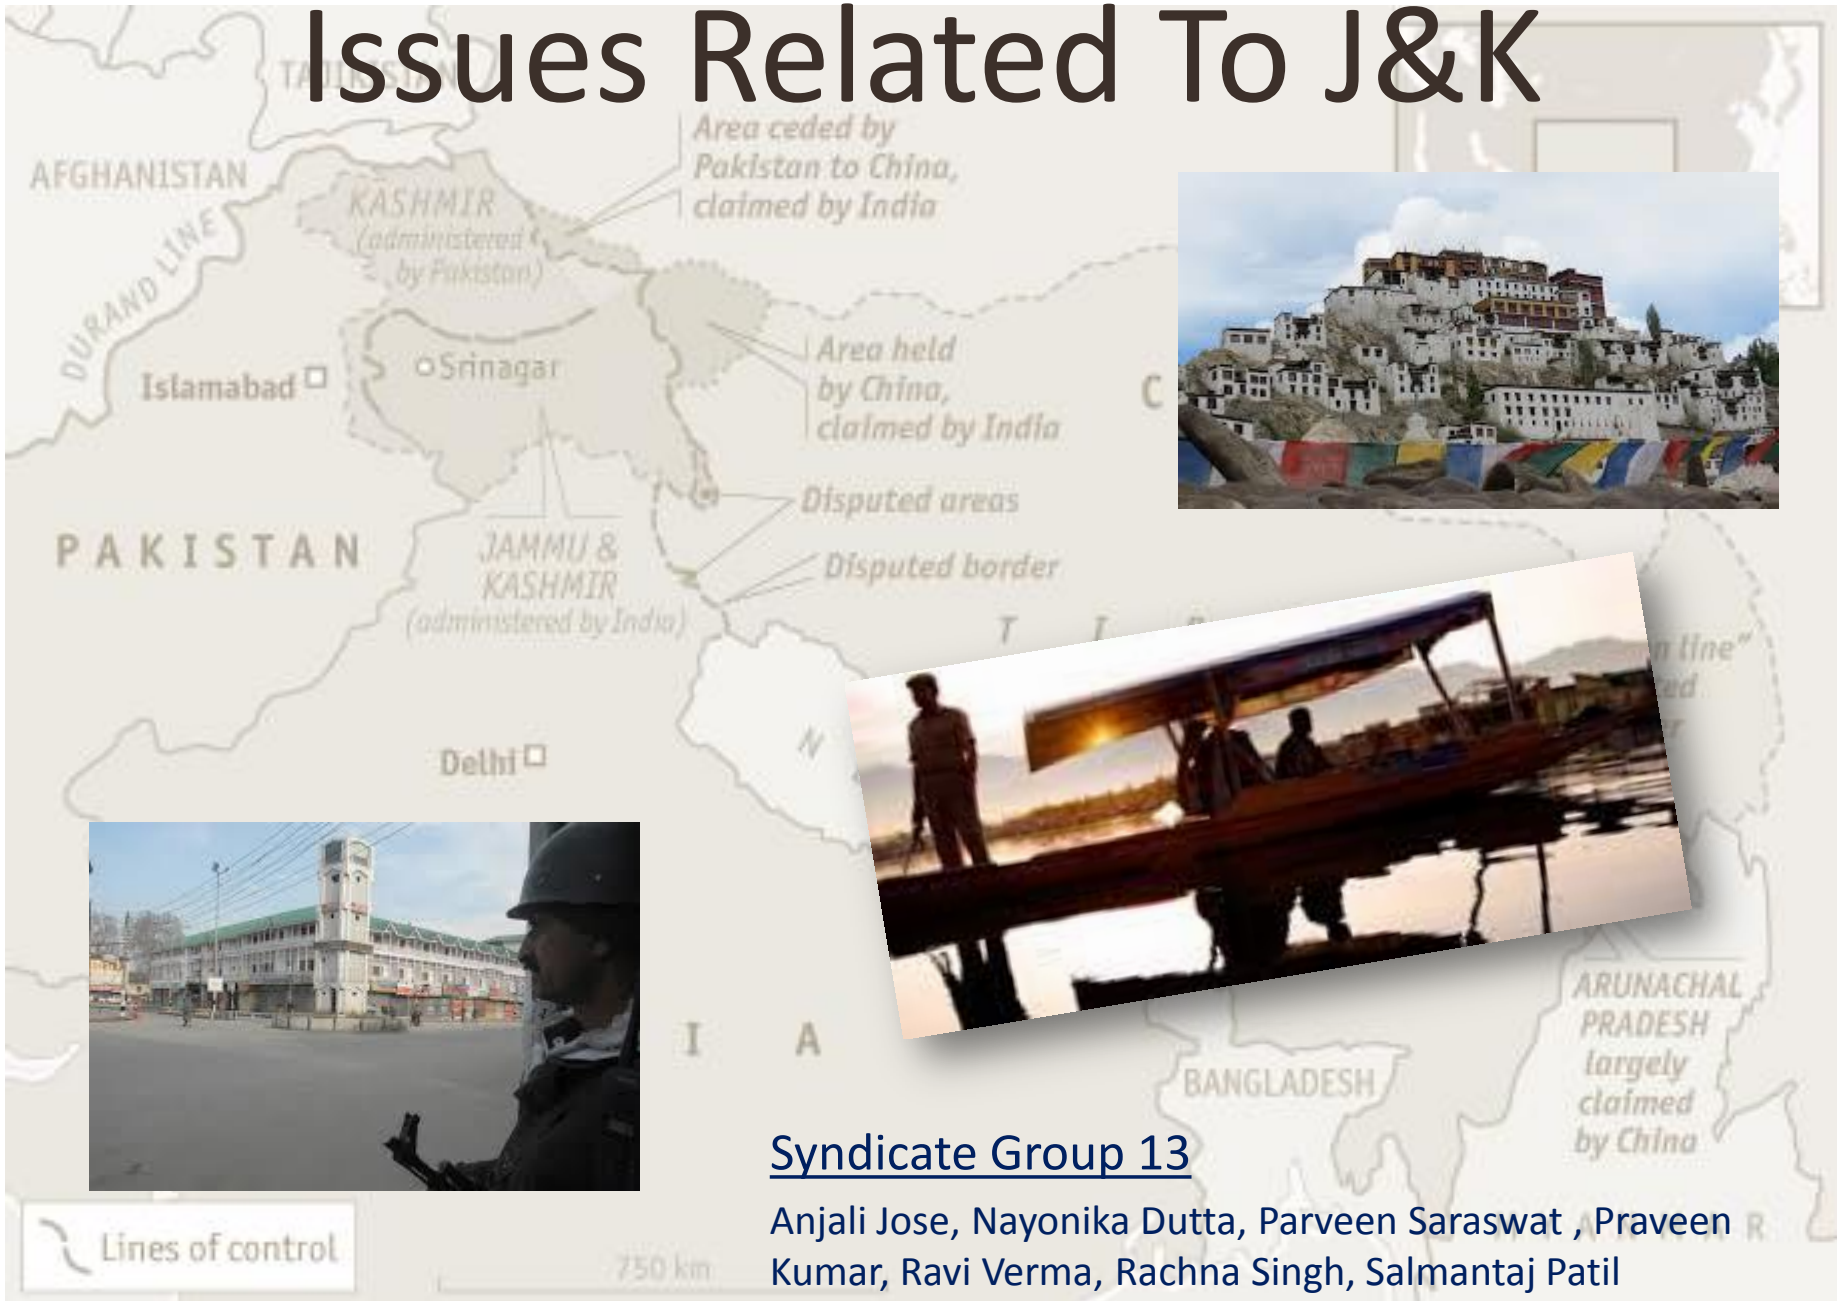 Issues Related To J&K
TAJIKISTAN
Area ceded by
Pakistan to China,
claimed by India
AFGHANISTAN
KASHMIR
(administered
by Pakistan)
DURAND LINE
Area held
by China,
claimed by India
Srinagar
Islamabad
C
Disputed areas
PAKISTAN
JAMMU &
KASHMIR
(administered by India)
Disputed border
T I
line"
Delhi
N
I A
ARUNACHAL
PRADESH
largely
claimed
by China
BANGLADESH
Syndicate Group 13
Anjali Jose, Nayonika Dutta, Parveen Saraswat , Praveen
Kumar, Ravi Verma, Rachna Singh, Salmantaj Patil
Lines of control
750 km